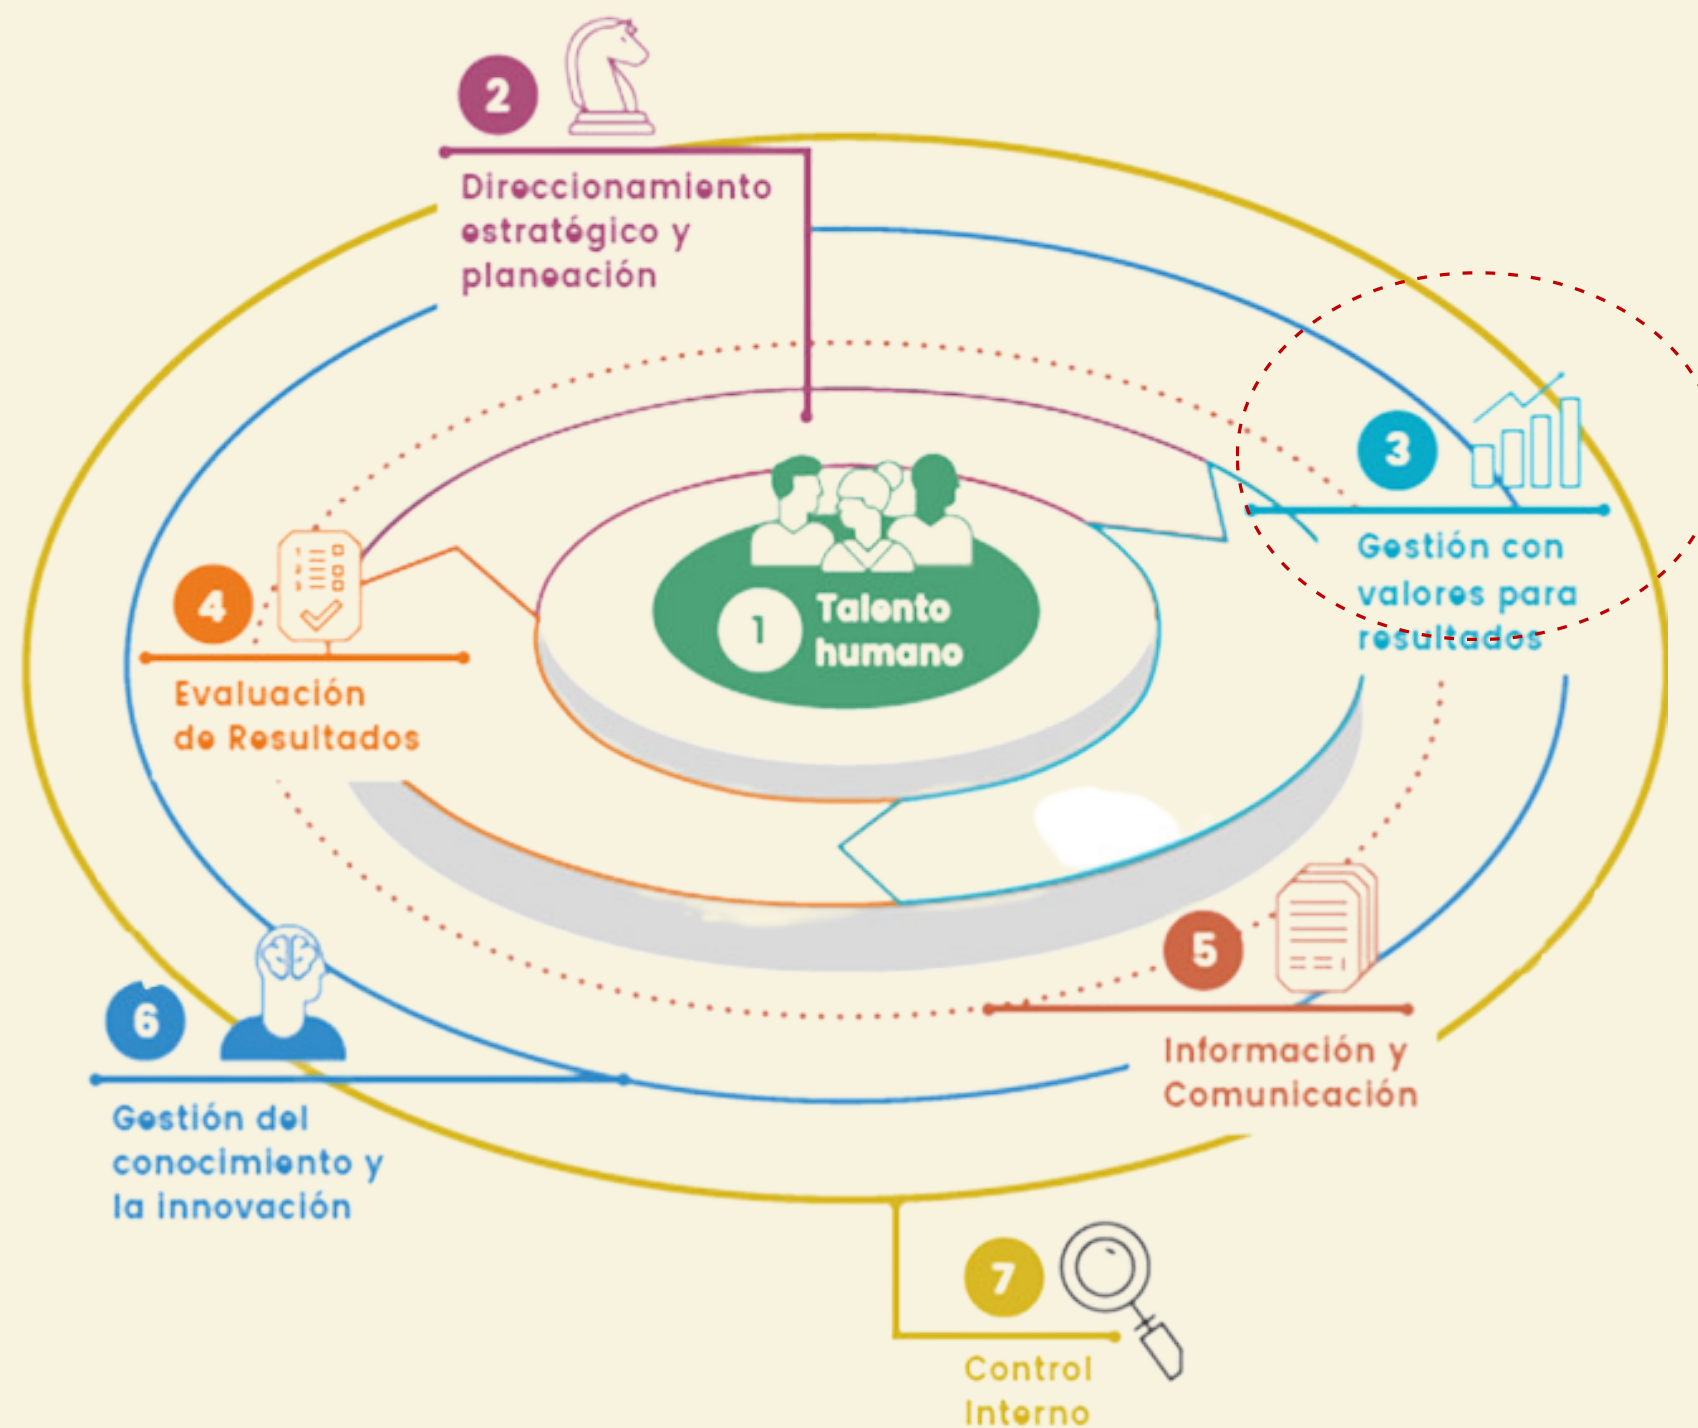 2
Direccionamiento
estratégico y
planeación
3
Gestión con
valores para
resultados
1
Talento
humano
4
Evaluación
de Resultados
5
Información y
Comunicación
6
Gestión del
conocimiento y
la innovación
7
Control
Interno